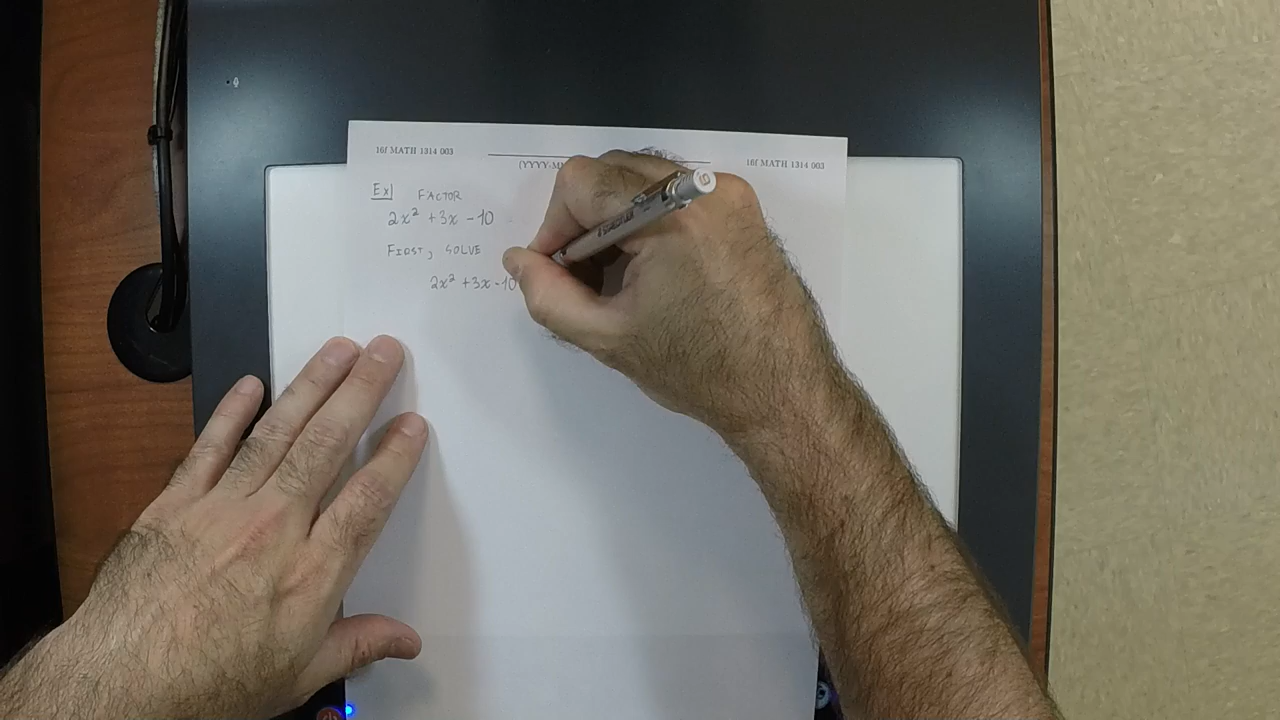 16f MATH 1314 003
16f MATH 1314 003
Ex] FACTOR
2x² + 3x - 10
FIRST, SOLVE
2x² + 3x - 10